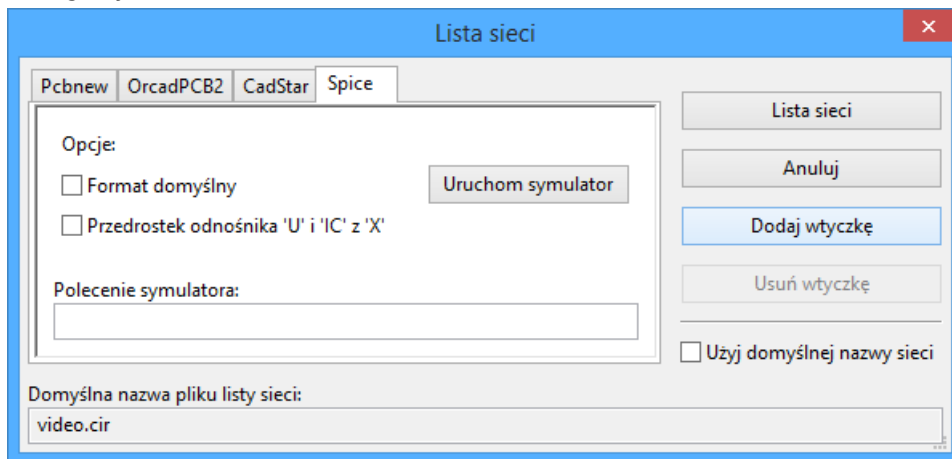 Lista sieci
Pcbnew OrcadPCB2 CadStar Spice
Opcje:
Format domyślny
Przedrostek odnośnika 'U' i 'IC' z 'X'
Uruchom symulator
Polecenie symulatora:
Lista sieci
Anuluj
Dodaj wtyczkę
Usuń wtyczkę
Użyj domyślnej nazwy sieci
Domyślna nazwa pliku listy sieci:
video.cir